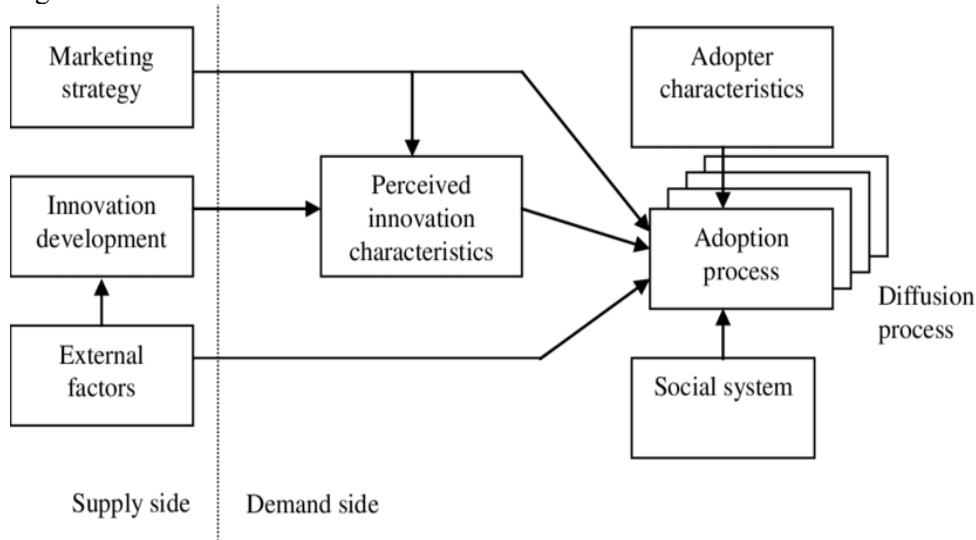 Marketing
strategy
Adopter
characteristics
Innovation
development
Perceived
innovation
characteristics
Adoption
process
Diffusion
process
External
factors
Social system
Supply side
Demand side